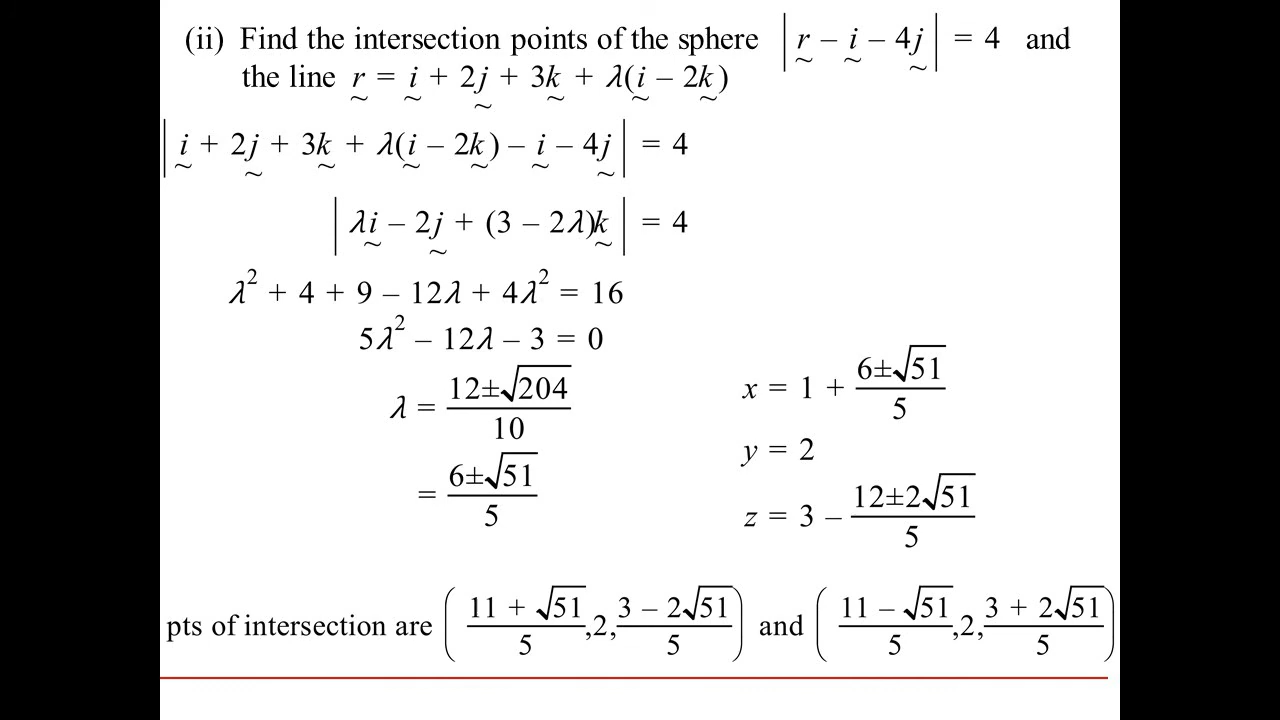 (ii) Find the intersection points of the sphere |r̰ – ḭ – 4j̰| = 4 and
the line r̰ = ḭ + 2j̰ + 3k̰ + λ(ḭ – 2k̰)
|ḭ + 2j̰ + 3k̰ + λ(ḭ – 2k̰) – ḭ – 4j̰| = 4
|λḭ – 2j̰ + (3 – 2λ)k̰| = 4
λ² + 4 + 9 – 12λ + 4λ² = 16
5λ² – 12λ – 3 = 0
λ = (12±√204)/10
= (6±√51)/5
x = 1 + (6±√51)/5
y = 2
z = 3 – (12±2√51)/5
pts of intersection are ((11 + √51)/5,2,(3 – 2√51)/5) and ((11 – √51)/5,2,(3 + 2√51)/5)